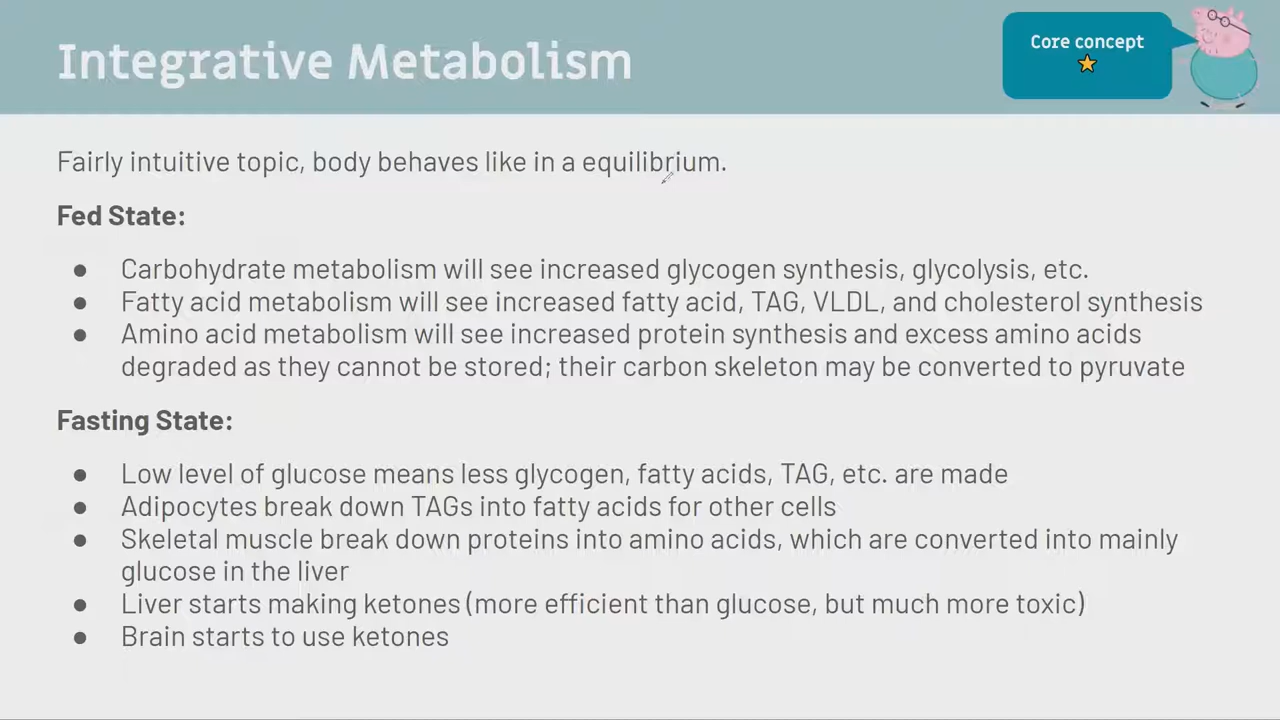 Integrative Metabolism
Core concept
Fairly intuitive topic, body behaves like in a equilibrium.
Fed State:
● Carbohydrate metabolism will see increased glycogen synthesis, glycolysis, etc.
● Fatty acid metabolism will see increased fatty acid, TAG, VLDL, and cholesterol synthesis
● Amino acid metabolism will see increased protein synthesis and excess amino acids
degraded as they cannot be stored; their carbon skeleton may be converted to pyruvate
Fasting State:
● Low level of glucose means less glycogen, fatty acids, TAG, etc. are made
● Adipocytes break down TAGs into fatty acids for other cells
● Skeletal muscle break down proteins into amino acids, which are converted into mainly
glucose in the liver
● Liver starts making ketones (more efficient than glucose, but much more toxic)
● Brain starts to use ketones